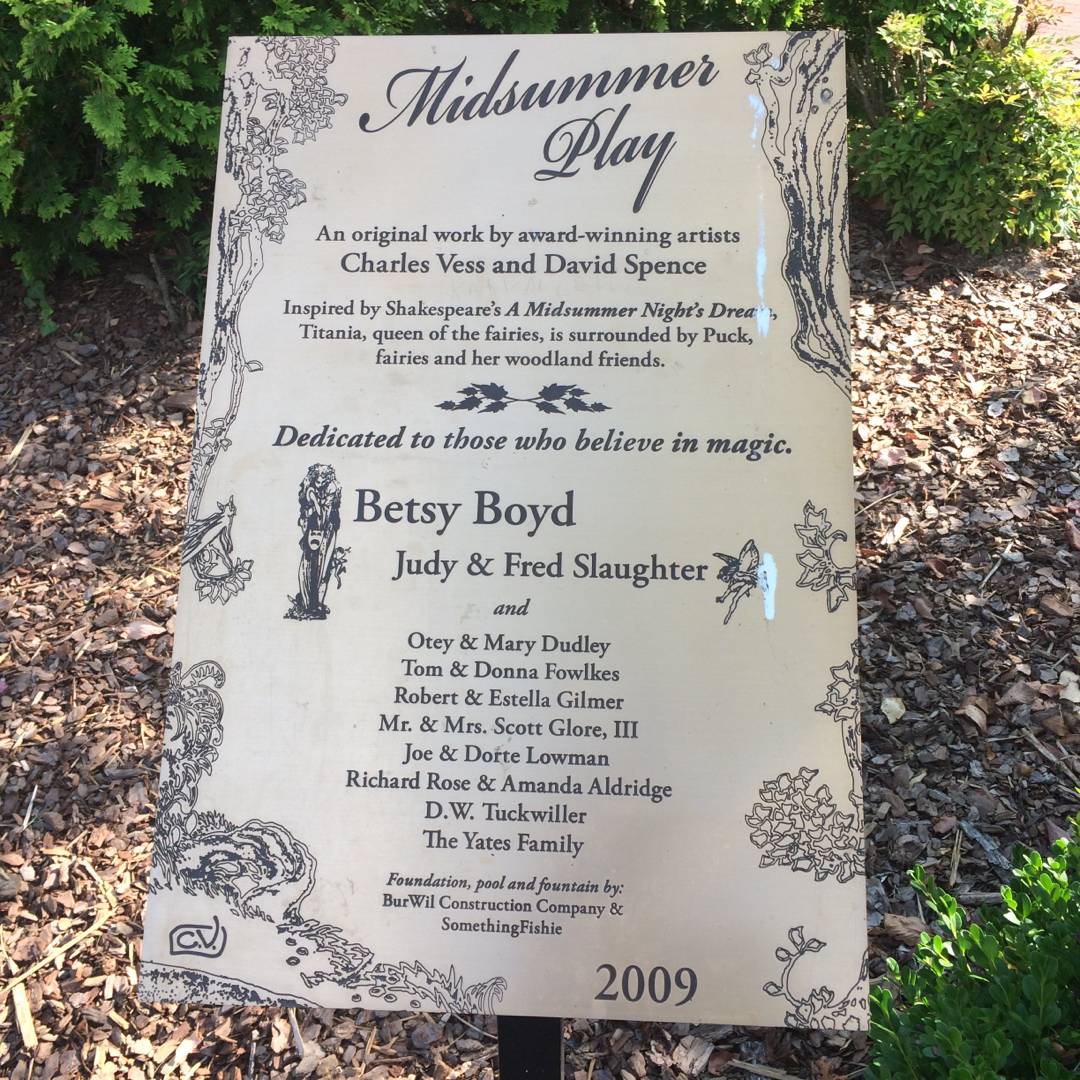 Midsummer
Play
An original work by award-winning artists
Charles Vess and David Spence
Inspired by Shakespeare's A Midsummer Night's Dream,
Titania, queen of the fairies, is surrounded by Puck,
fairies and her woodland friends.
Dedicated to those who believe in magic.
Betsy Boyd
Judy & Fred Slaughter
and
Otey & Mary Dudley
Tom & Donna Fowlkes
Robert & Estella Gilmer
Mr. & Mrs. Scott Glore, III
Joe & Dorte Lowman
Richard Rose & Amanda Aldridge
D.W. Tuckwiller
The Yates Family
Foundation, pool and fountain by:
BurWil Construction Company &
SomethingFishie
C.V.
2009